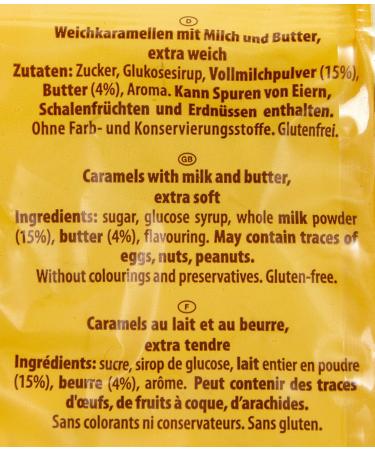 D
Weichkaramellen mit Milch und Butter,
extra weich
Zutaten: Zucker, Glukosesirup, Vollmilchpulver (15%),
Butter (4%), Aroma. Kann Spuren von Eiern,
Schalenfrüchten und Erdnüssen enthalten.
Ohne Farb- und Konservierungsstoffe. Glutenfrei.
GB
Caramels with milk and butter,
extra soft
Ingredients: sugar, glucose syrup, whole milk powder
(15%), butter (4%), flavouring. May contain traces of
eggs, nuts, peanuts.
Without colourings and preservatives. Gluten-free.
F
Caramels au lait et au beurre,
extra tendre
Ingrédients: sucre, sirop de glucose, lait entier en poudre
(15%), beurre (4%), arôme. Peut contenir des traces
d'œufs, de fruits à coque, d'arachides.
Sans colorants ni conservateurs. Sans gluten.